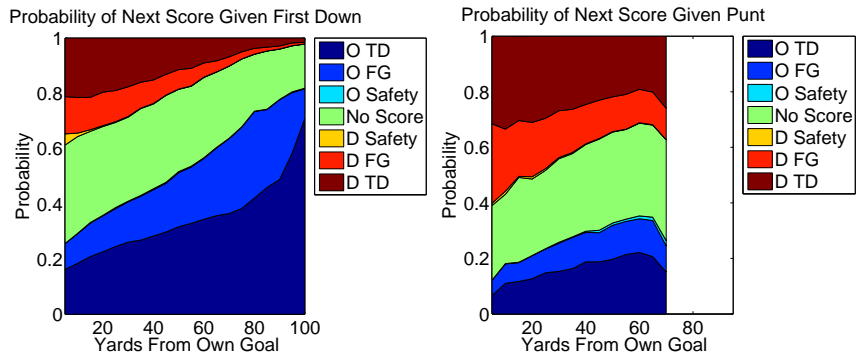 Probability of Next Score Given First Down
1
0.8
0.6
0.4
0.2
0
Probability
20
40
60
80
100
Yards From Own Goal
O TD
O FG
O Safety
No Score
D Safety
D FG
D TD
Probability of Next Score Given Punt
1
0.8
0.6
0.4
0.2
0
Probability
20
40
60
80
Yards From Own Goal
O TD
O FG
O Safety
No Score
D Safety
D FG
D TD